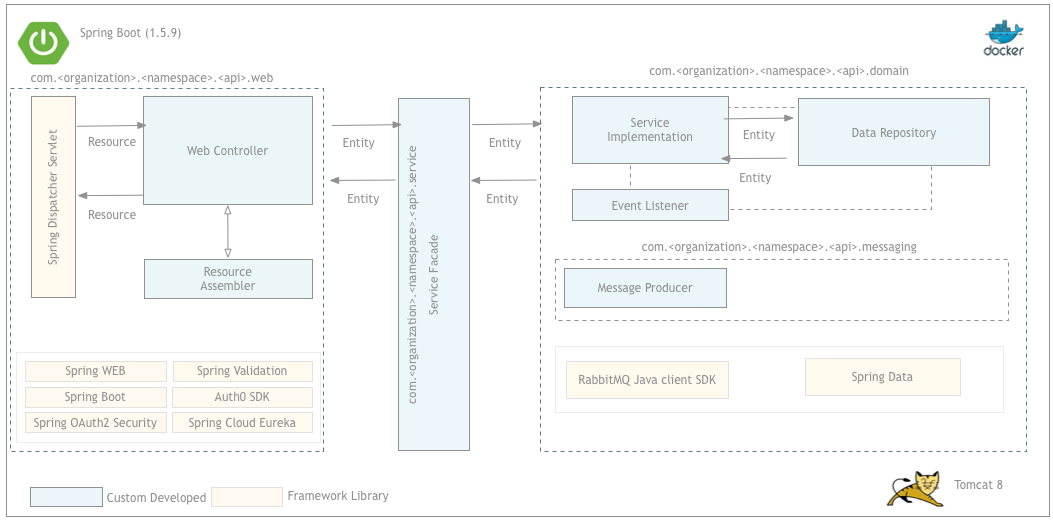 Spring Boot (1.5.9)
docker
com.<organization>.<namespace>.<api>.web
com.<organization>.<namespace>.<api>.domain
Spring Dispatcher Servlet
Resource
Resource
Web Controller
Resource
Assembler
Entity
Entity
com.<organization>.<namespace>.<api>.service
Service Facade
Entity
Entity
Service
Implementation
Entity
Entity
Data Repository
Event Listener
com.<organization>.<namespace>.<api>.messaging
Message Producer
Spring WEB
Spring Validation
Spring Boot
Auth0 SDK
Spring OAuth2 Security
Spring Cloud Eureka
RabbitMQ Java client SDK
Spring Data
Custom Developed
Framework Library
Tomcat 8